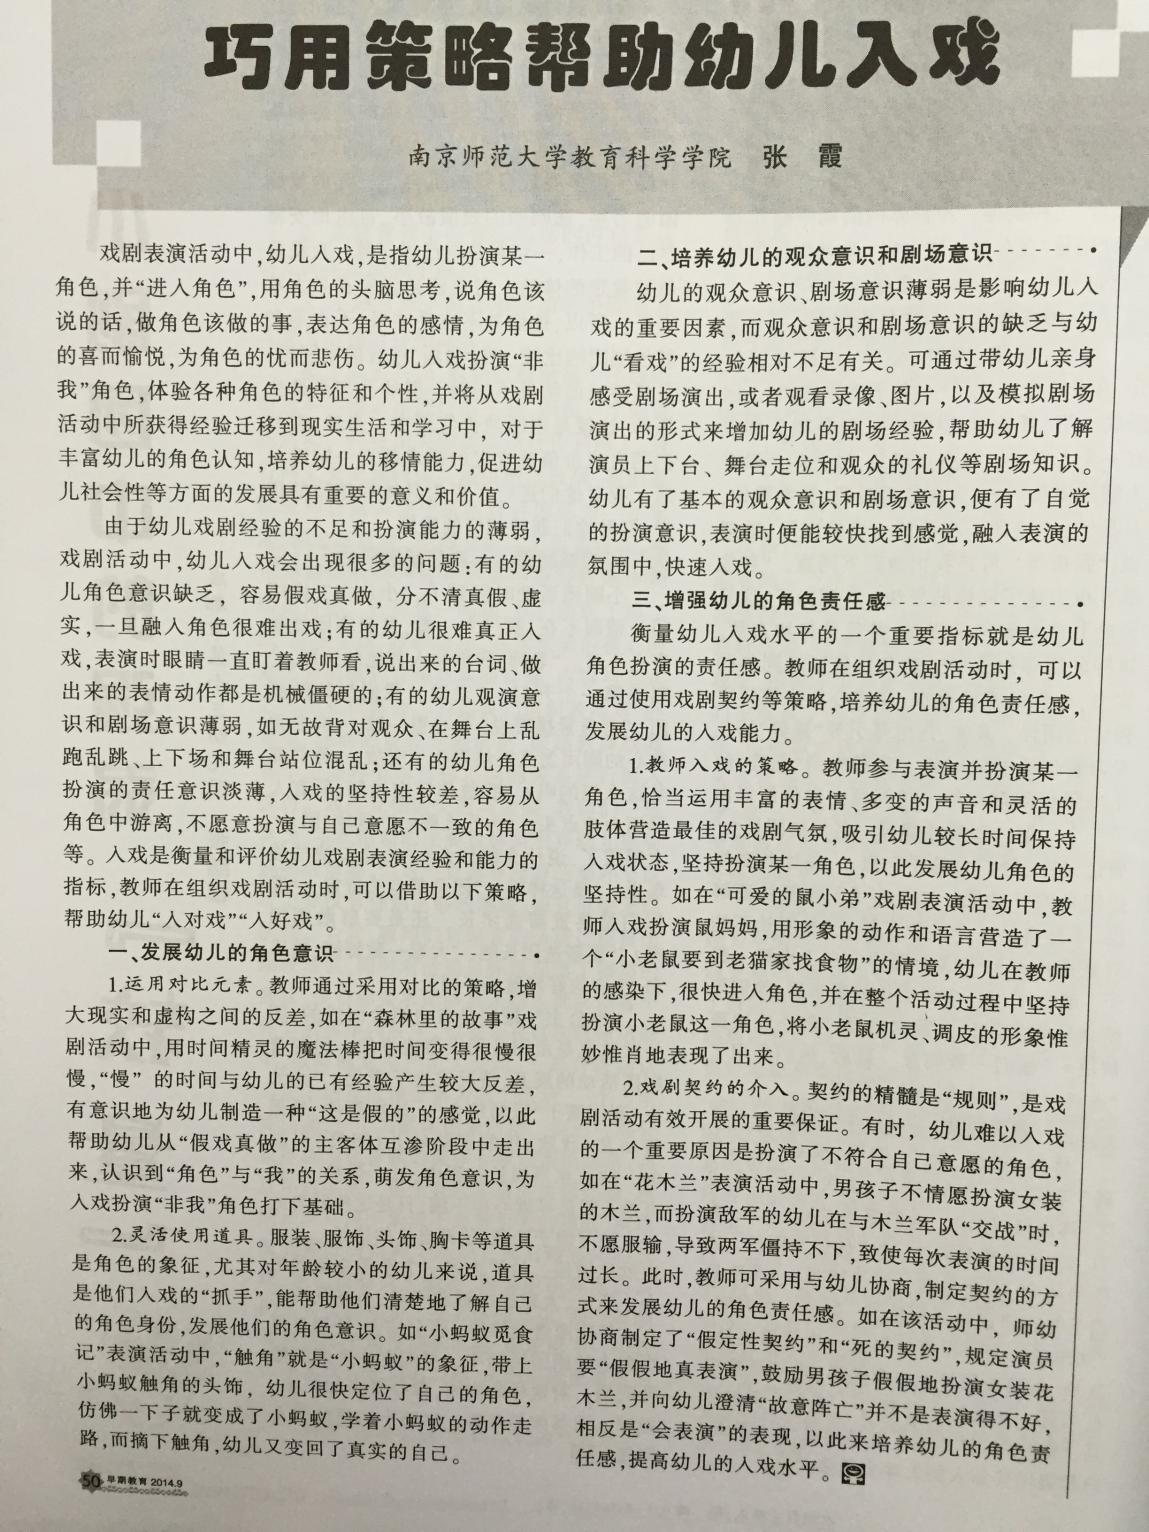 巧用策略帮助幼儿入戏
南京师范大学教育科学学院 张 霞
戏剧表演活动中,幼儿入戏,是指幼儿扮演某一
角色,并“进入角色”,用角色的头脑思考,说角色该
说的话,做角色该做的事,表达角色的感情,为角色
的喜而愉悦,为角色的忧而悲伤。幼儿入戏扮演“非
我”角色,体验各种角色的特征和个性,并将从戏剧
活动中所获得经验迁移到现实生活和学习中,对于
丰富幼儿的角色认知,培养幼儿的移情能力,促进幼
儿社会性等方面的发展具有重要的意义和价值。
由于幼儿戏剧经验的不足和扮演能力的薄弱,
戏剧活动中,幼儿入戏会出现很多的问题:有的幼
儿角色意识缺乏,容易假戏真做,分不清真假、虚
实,一旦融入角色很难出戏;有的幼儿很难真正入
戏,表演时眼睛一直盯着教师看,说出来的台词、做
出来的表情动作都是机械僵硬的;有的幼儿观演意
识和剧场意识薄弱,如无故背对观众、在舞台上乱
跑乱跳、上下场和舞台站位混乱;还有的幼儿角色
扮演的责任意识淡薄,入戏的坚持性较差,容易从
角色中游离,不愿意扮演与自己意愿不一致的角色
等。入戏是衡量和评价幼儿戏剧表演经验和能力的
指标,教师在组织戏剧活动时,可以借助以下策略,
帮助幼儿“入对戏”“入好戏”。
一、发展幼儿的角色意识
1.运用对比元素。教师通过采用对比的策略,增
大现实和虚构之间的反差,如在“森林里的故事”戏
剧活动中,用时间精灵的魔法棒把时间变得很慢很
慢,“慢”的时间与幼儿的已有经验产生较大反差,
有意识地为幼儿制造一种“这是假的”的感觉,以此
帮助幼儿从“假戏真做”的主客体互渗阶段中走出
来,认识到“角色”与“我”的关系,萌发角色意识,为
入戏扮演“非我”角色打下基础。
2.灵活使用道具。服装、服饰、头饰、胸卡等道具
是角色的象征,尤其对年龄较小的幼儿来说,道具
是他们入戏的“抓手”,能帮助他们清楚地了解自己
的角色身份,发展他们的角色意识。如“小蚂蚁觅食
记”表演活动中,“触角”就是“小蚂蚁”的象征,带上
小蚂蚁触角的头饰,幼儿很快定位了自己的角色,
仿佛一下子就变成了小蚂蚁,学着小蚂蚁的动作走
路,而摘下触角,幼儿又变回了真实的自己。
二、培养幼儿的观众意识和剧场意识
幼儿的观众意识、剧场意识薄弱是影响幼儿入
戏的重要因素,而观众意识和剧场意识的缺乏与幼
儿“看戏”的经验相对不足有关。可通过带幼儿亲身
感受剧场演出,或者观看录像、图片,以及模拟剧场
演出的形式来增加幼儿的剧场经验,帮助幼儿了解
演员上下台、舞台走位和观众的礼仪等剧场知识。
幼儿有了基本的观众意识和剧场意识,便有了自觉
的扮演意识,表演时便能较快找到感觉,融入表演的
氛围中,快速入戏。
三、增强幼儿的角色责任感
衡量幼儿入戏水平的一个重要指标就是幼儿
角色扮演的责任感。教师在组织戏剧活动时,可以
通过使用戏剧契约等策略,培养幼儿的角色责任感,
发展幼儿的入戏能力。
1.教师入戏的策略。教师参与表演并扮演某一
角色,恰当运用丰富的表情、多变的声音和灵活的
肢体营造最佳的戏剧气氛,吸引幼儿较长时间保持
入戏状态,坚持扮演某一角色,以此发展幼儿角色的
坚持性。如在“可爱的鼠小弟”戏剧表演活动中,教
师入戏扮演鼠妈妈,用形象的动作和语言营造了一
个“小老鼠要到老猫家找食物”的情境,幼儿在教师
的感染下,很快进入角色,并在整个活动过程中坚持
扮演小老鼠这一角色,将小老鼠机灵、调皮的形象惟
妙惟肖地表现了出来。
2.戏剧契约的介入。契约的精髓是“规则”,是戏
剧活动有效开展的重要保证。有时,幼儿难以入戏
的一个重要原因是扮演了不符合自己意愿的角色,
如在“花木兰”表演活动中,男孩子不情愿扮演女装
的木兰,而扮演敌军的幼儿在与木兰军队“交战”时,
不愿服输,导致两军僵持不下,致使每次表演的时间
过长。此时,教师可采用与幼儿协商,制定契约的方
式来发展幼儿的角色责任感。如在该活动中,师幼
协商制定了“假定性契约”和“死的契约”,规定演员
要“假假地真表演”,鼓励男孩子假假地扮演女装花
木兰,并向幼儿澄清“故意阵亡”并不是表演得不好,
相反是“会表演”的表现,以此来培养幼儿的角色责
任感,提高幼儿的入戏水平。
50 早期教育 2014.9